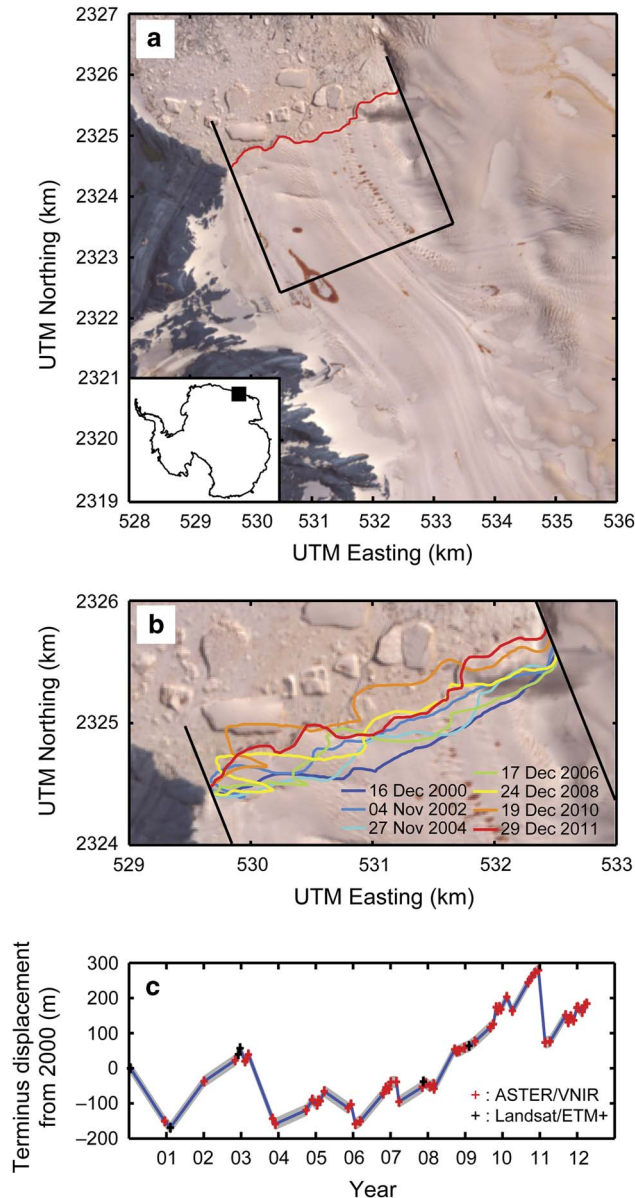 a
UTM Northing (km)
2327
2326
2325
2324
2323
2322
2321
2320
2319
528 529 530 531 532 533 534 535 536
UTM Easting (km)
b
UTM Northing (km)
2326
2325
2324
16 Dec 2000
04 Nov 2002
27 Nov 2004
17 Dec 2006
24 Dec 2008
19 Dec 2010
29 Dec 2011
529 530 531 532 533
UTM Easting (km)
c
Terminus displacement
from 2000 (m)
300
200
100
0
−100
−200
+ : ASTER/VNIR
+ : Landsat/ETM+
01 02 03 04 05 06 07 08 09 10 11 12
Year